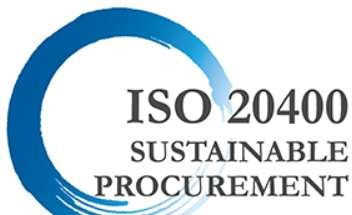 ISO 20400
SUSTAINABLE
PROCUREMENT